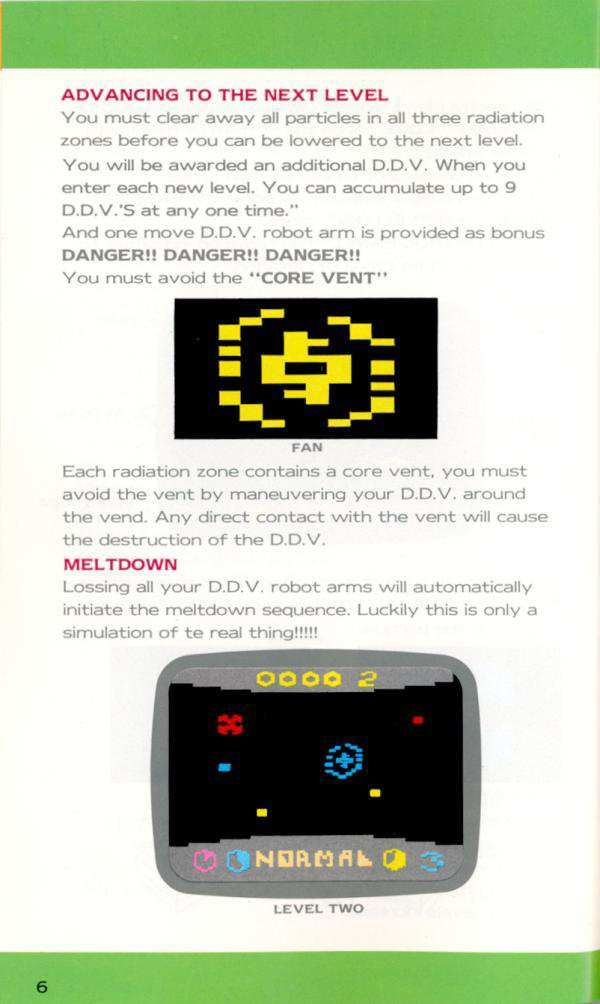 ADVANCING TO THE NEXT LEVEL
You must clear away all particles in all three radiation
zones before you can be lowered to the next level.
You will be awarded an additional D.D.V. When you
enter each new level. You can accumulate up to 9
D.D.V.'S at any one time."
And one move D.D.V. robot arm is provided as bonus
DANGER!! DANGER!! DANGER!!
You must avoid the "CORE VENT"
FAN
Each radiation zone contains a core vent, you must
avoid the vent by maneuvering your D.D.V. around
the vend. Any direct contact with the vent will cause
the destruction of the D.D.V.
MELTDOWN
Lossing all your D.D.V. robot arms will automatically
initiate the meltdown sequence. Luckily this is only a
simulation of te real thing!!!!!
0000 2
NORMAL
LEVEL TWO
6